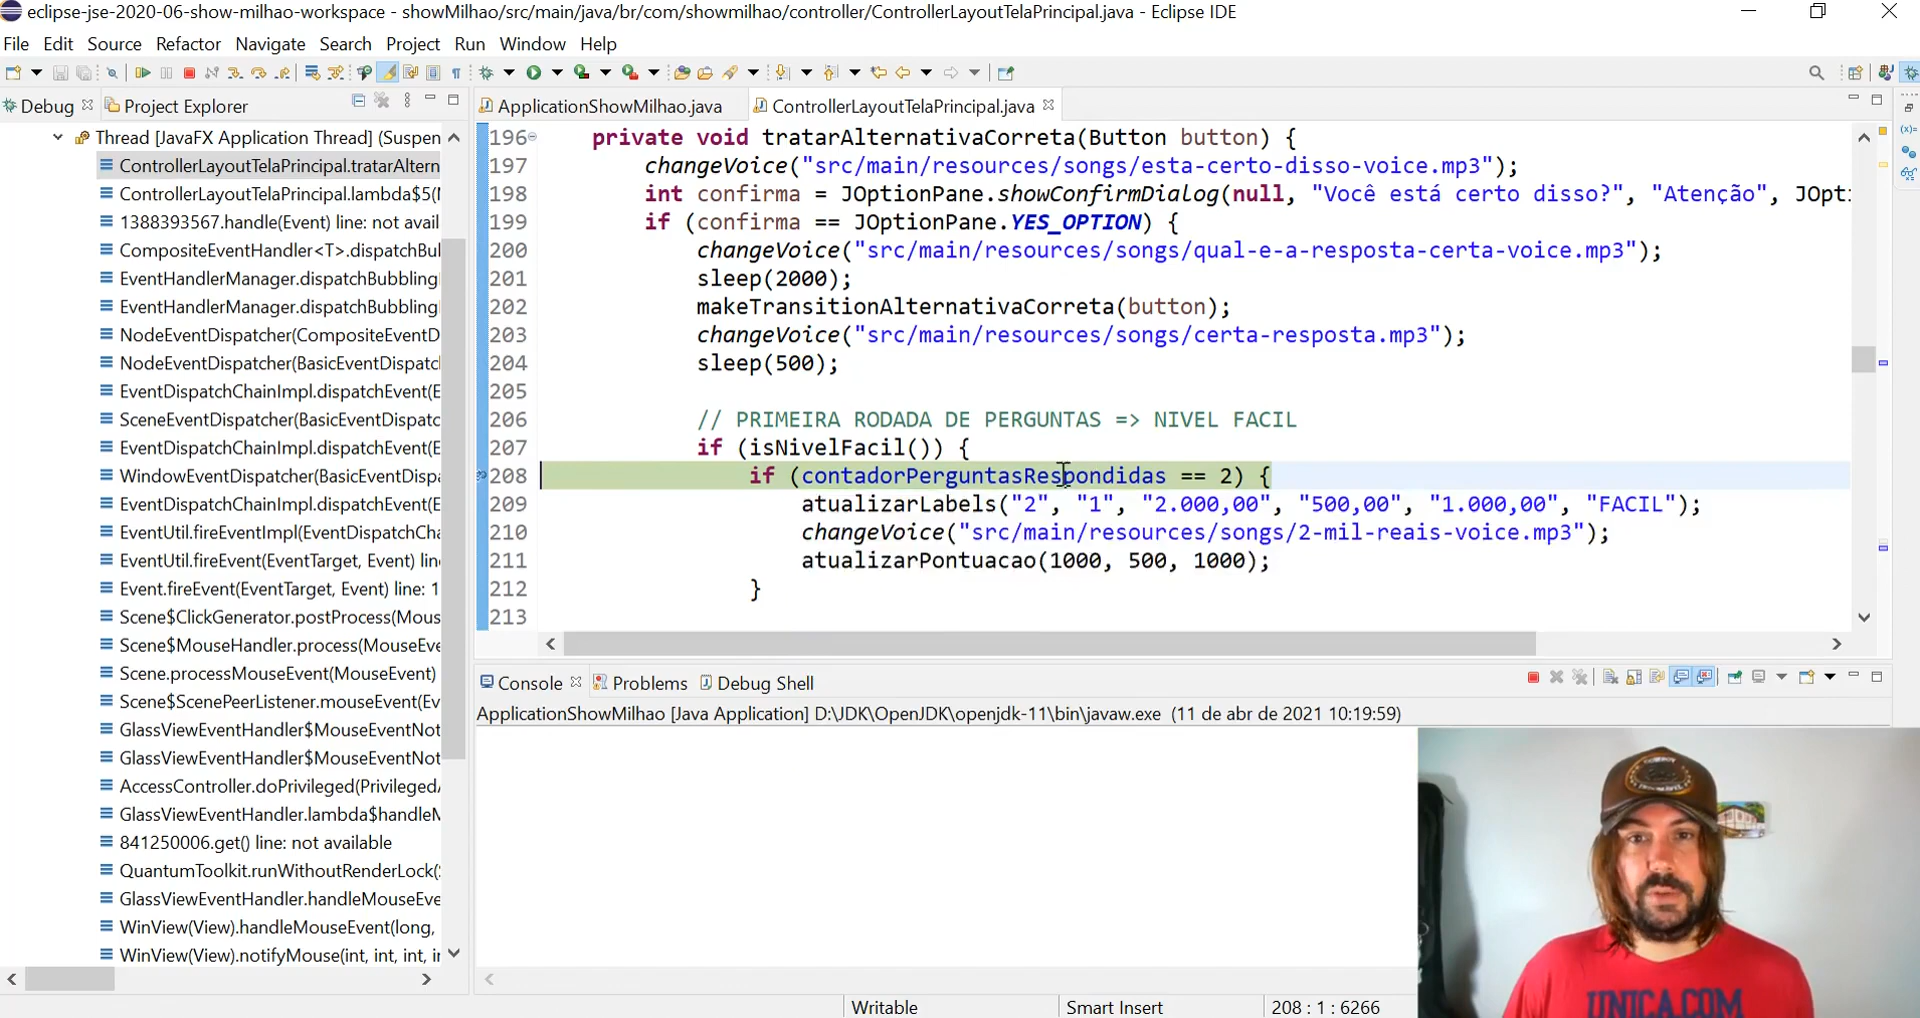 eclipse-jse-2020-06-show-milhao-workspace - showMilhao/src/main/java/br/com/showmilhao/controller/ControllerLayoutTelaPrincipal.java - Eclipse IDE
File Edit Source Refactor Navigate Search Project Run Window Help
Debug Project Explorer
Thread [JavaFX Application Thread] (Suspen
ControllerLayoutTelaPrincipal.tratarAltern
ControllerLayoutTelaPrincipal.lambda$5(
1388393567.handle(Event) line: not avail
CompositeEventHandler<T>.dispatchBul
EventHandlerManager.dispatchBubbling
EventHandlerManager.dispatchBubbling
NodeEventDispatcher(CompositeEventD
NodeEventDispatcher(BasicEventDispatc
EventDispatchChainImpl.dispatchEvent(E
SceneEventDispatcher(BasicEventDispatc
EventDispatchChainImpl.dispatchEvent(E
WindowEventDispatcher(BasicEventDispa
EventDispatchChainImpl.dispatchEvent(E
EventUtil.fireEventImpl(EventDispatchCha
EventUtil.fireEvent(EventTarget, Event) lin
Event.fireEvent(EventTarget, Event) line: 1
Scene$ClickGenerator.postProcess(Mous
Scene$MouseHandler.process(MouseEve
Scene.processMouseEvent(MouseEvent)
Scene$ScenePeerListener.mouseEvent(Ev
GlassViewEventHandler$MouseEventNot
GlassViewEventHandler$MouseEventNot
AccessController.doPrivileged(Privileged
GlassViewEventHandler.lambda$handleM
841250006.get() line: not available
QuantumToolkit.runWithoutRenderLock(
GlassViewEventHandler.handleMouseEve
WinView(View).handleMouseEvent(long,
WinView(View).notifyMouse(int, int, int, i
ApplicationShowMilhao.java ControllerLayoutTelaPrincipal.java
196 private void tratarAlternativaCorreta(Button button) {
197 changeVoice("src/main/resources/songs/esta-certo-disso-voice.mp3");
198 int confirma = JOptionPane.showConfirmDialog(null, "Você está certo disso?", "Atenção", JOpti
199 if (confirma == JOptionPane.YES_OPTION) {
200 changeVoice("src/main/resources/songs/qual-e-a-resposta-certa-voice.mp3");
201 sleep(2000);
202 makeTransitionAlternativaCorreta(button);
203 changeVoice("src/main/resources/songs/certa-resposta.mp3");
204 sleep(500);
205
206 // PRIMEIRA RODADA DE PERGUNTAS => NIVEL FACIL
207 if (isNivelFacil()) {
208 if (contadorPerguntasRespondidas == 2) {
209 atualizarLabels("2", "1", "2.000,00", "500,00", "1.000,00", "FACIL");
210 changeVoice("src/main/resources/songs/2-mil-reais-voice.mp3");
211 atualizarPontuacao(1000, 500, 1000);
212 }
213
Console Problems Debug Shell
ApplicationShowMilhao [Java Application] D:\JDK\OpenJDK\openjdk-11\bin\javaw.exe (11 de abr de 2021 10:19:59)
UNICA.COM
Writable Smart Insert 208 : 1 : 6266